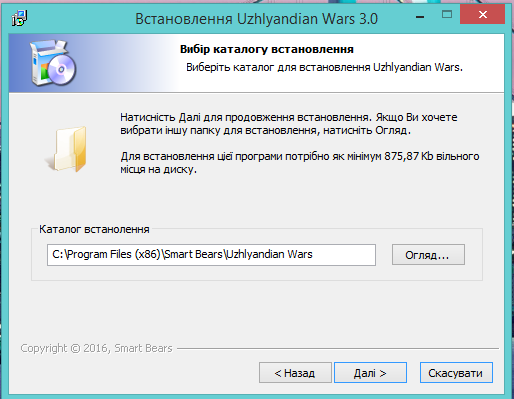 Встановлення Uzhlyandian Wars 3.0
Вибір каталогу встановлення
Виберіть каталог для встановлення Uzhlyandian Wars.
Натисність Далі для продовження встановлення. Якщо Ви хочете
вибрати іншу папку для встановлення, натисніть Огляд.
Для встановлення цієї програми потрібно як мінімум 875,87 Kb вільного
місця на диску.
Каталог встанолення
C:\Program Files (x86)\Smart Bears\Uzhlyandian Wars
Огляд...
Copyright © 2016, Smart Bears
< Назад
Далі >
Скасувати